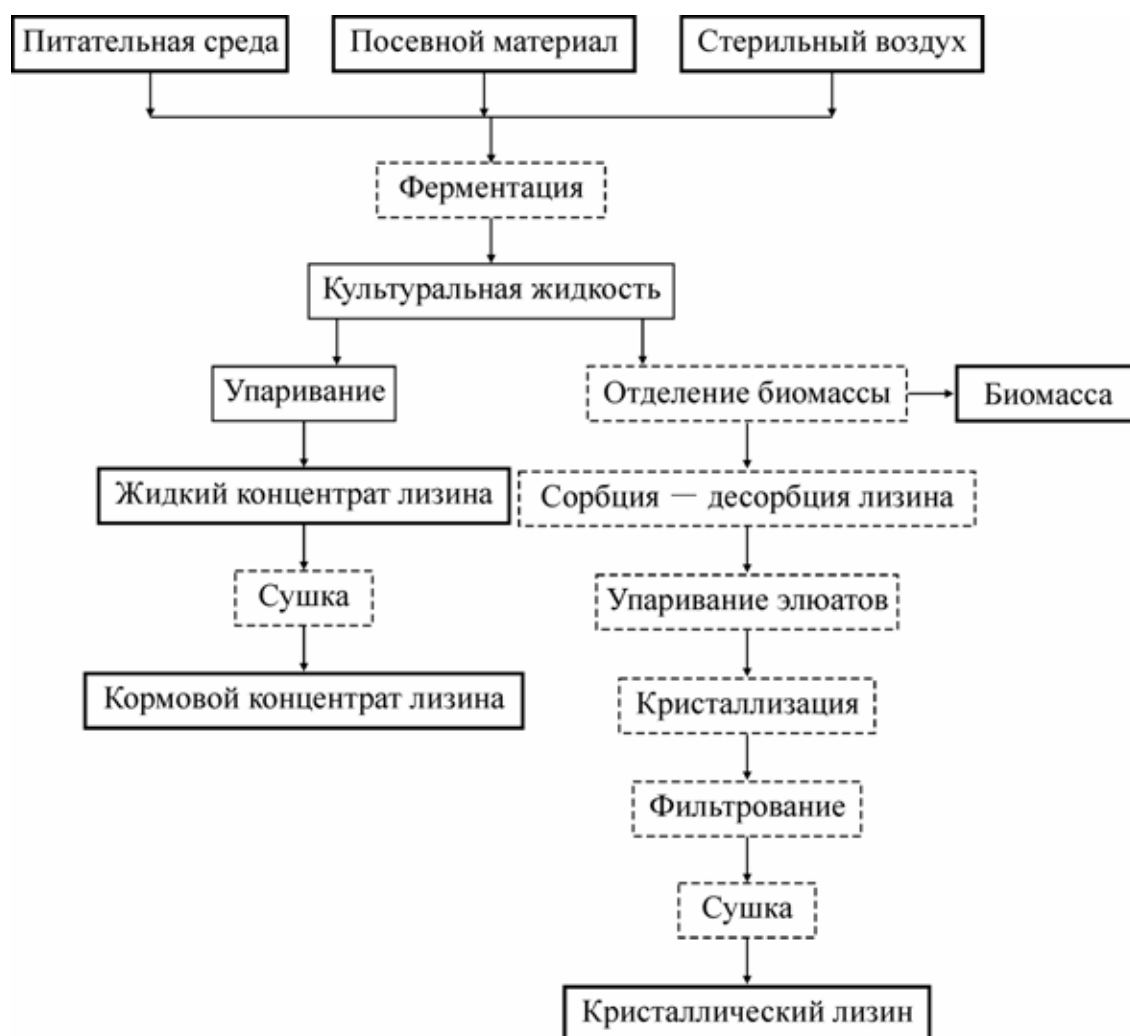 Питательная среда
Посевной материал
Стерильный воздух
Ферментация
Культуральная жидкость
Упаривание
Отделение биомассы
Биомасса
Жидкий концентрат лизина
Сорбция — десорбция лизина
Сушка
Упаривание элюатов
Кормовой концентрат лизина
Кристаллизация
Фильтрование
Сушка
Кристаллический лизин